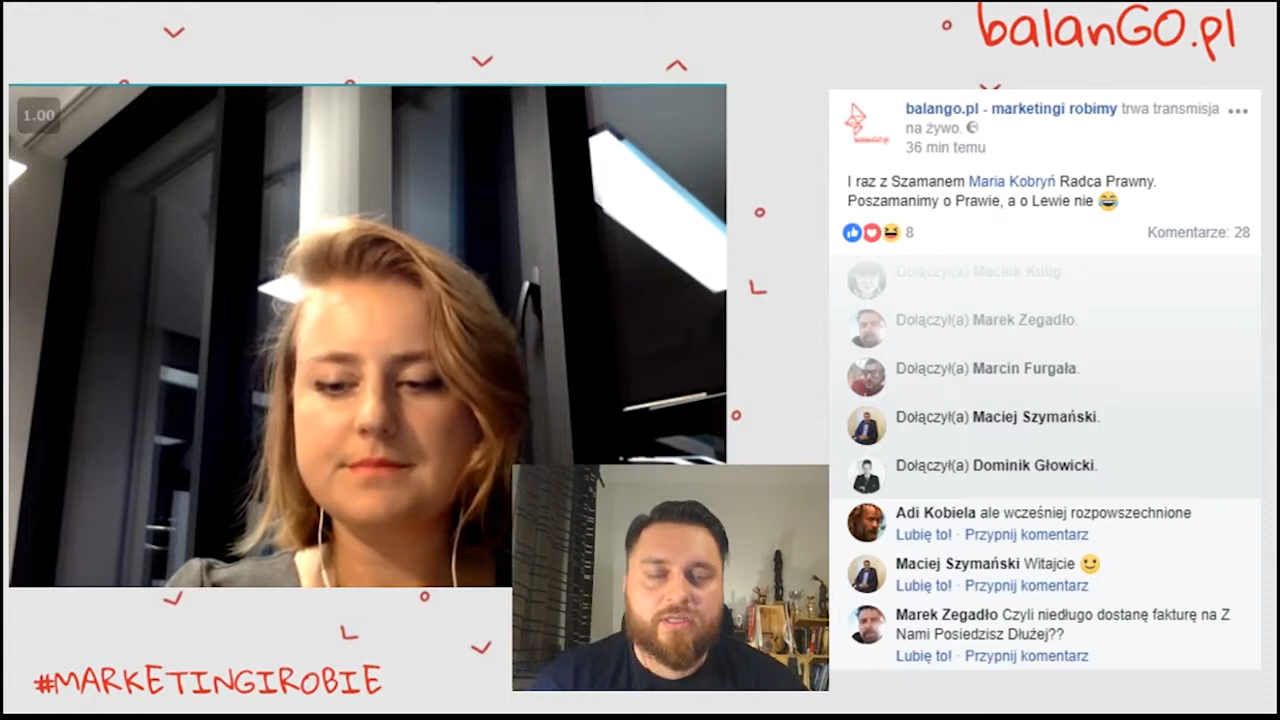 balanGO.pl
1.00
balango.pl - marketingi robimy trwa transmisja
na żywo.
36 min temu
I raz z Szamanem Maria Kobryń Radca Prawny.
Poszamanimy o Prawie, a o Lewie nie
8
Komentarze: 28
Dołączył(a) Maciek Kulig.
Dołączył(a) Marek Zegadło.
Dołączył(a) Marcin Furgała.
Dołączył(a) Maciej Szymański.
Dołączył(a) Dominik Głowicki.
Adi Kobiela ale wcześniej rozpowszechnione
Lubię to! · Przypnij komentarz
Maciej Szymański Witajcie
Lubię to! · Przypnij komentarz
Marek Zegadło Czyli niedługo dostanę fakturę na Z
Nami Posiedzisz Dłużej??
Lubię to! · Przypnij komentarz
#MARKETINGIROBIE